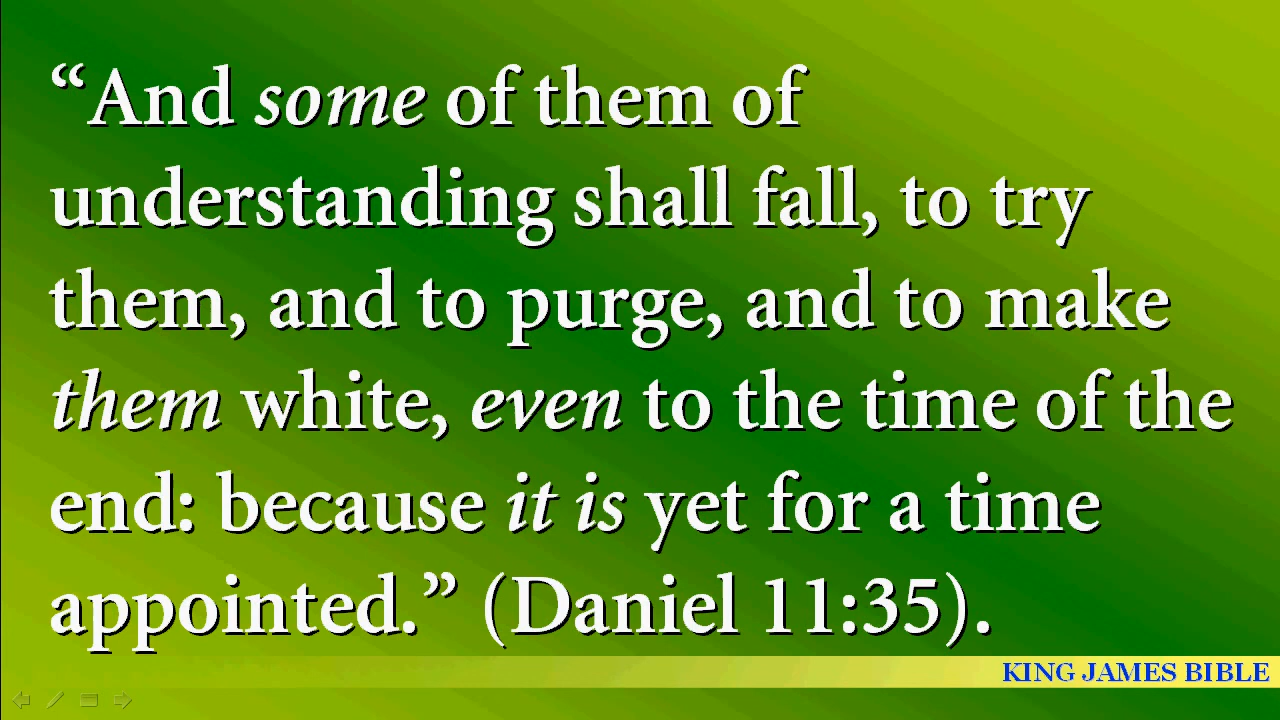 “And some of them of
understanding shall fall, to try
them, and to purge, and to make
them white, even to the time of the
end: because it is yet for a time
appointed.” (Daniel 11:35).
KING JAMES BIBLE